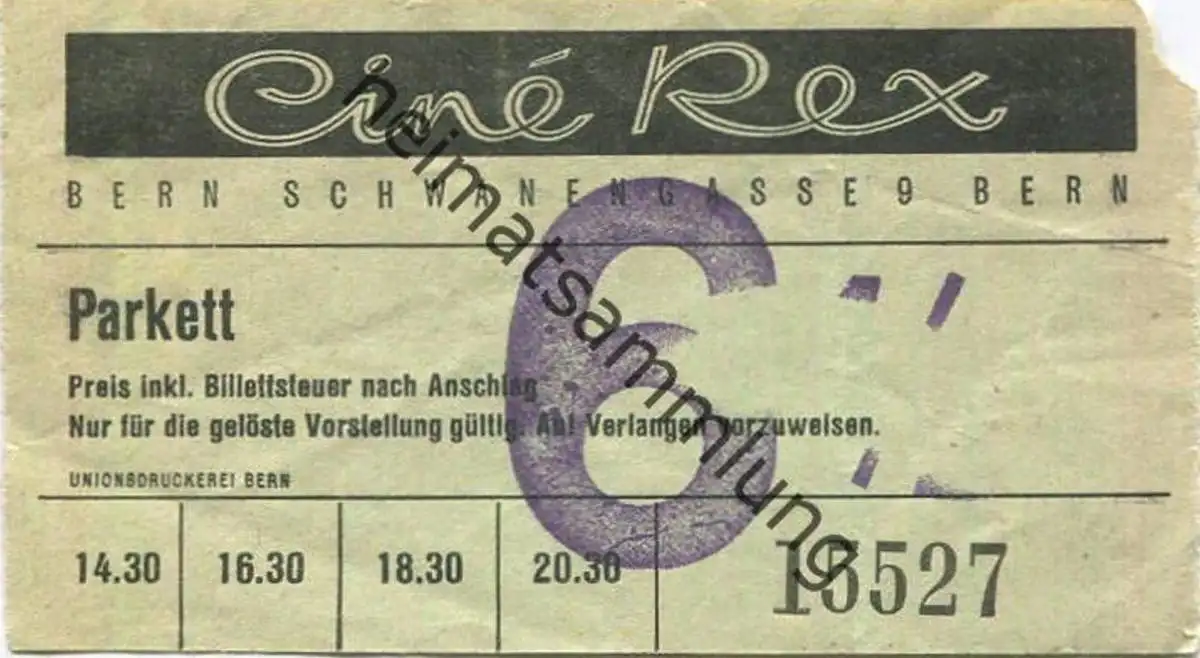 Ciné Rex
BERN SCHWANENGASSE 9 BERN
Parkett
Preis inkl. Billettsteuer nach Anschlag
Nur für die gelöste Vorstellung gültig. Auf Verlangen vorzuweisen.
UNIONSDRUCKEREI BERN
14.30 16.30 18.30 20.30 15527
6
heimatsammlung